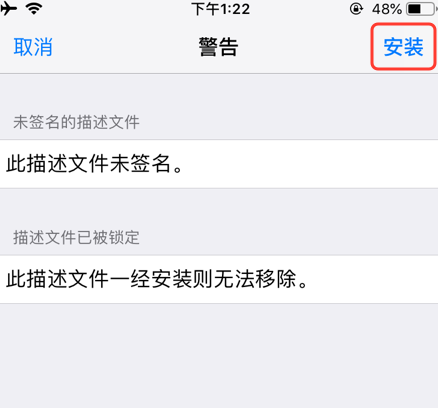 下午1:22
48%
取消
警告
安装
未签名的描述文件
此描述文件未签名。
描述文件已被锁定
此描述文件一经安装则无法移除。